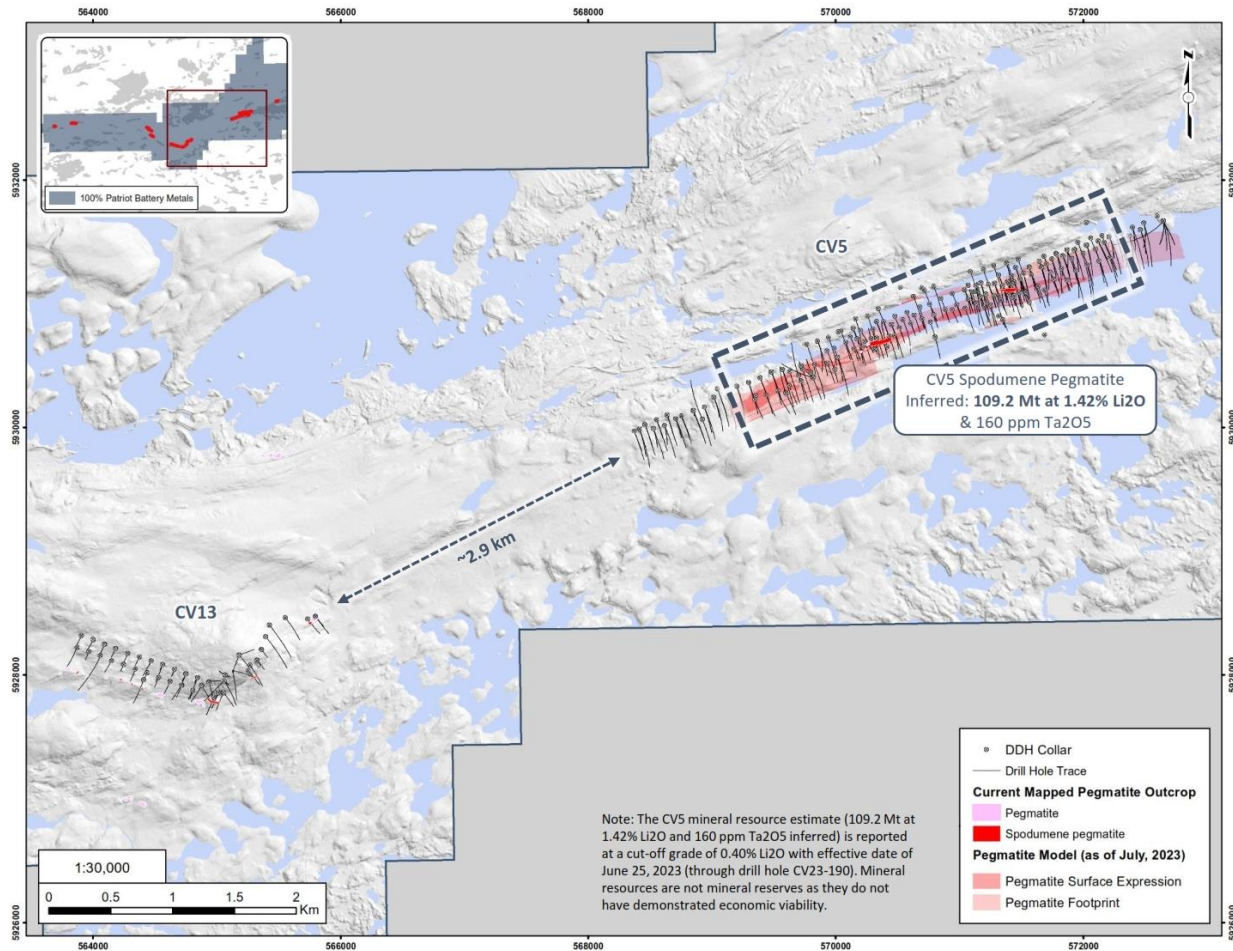 564000
566000
568000
570000
572000
100% Patriot Battery Metals
N
5932000
5932000
CV5
CV5 Spodumene Pegmatite
Inferred: 109.2 Mt at 1.42% Li2O
& 160 ppm Ta2O5
5930000
5930000
~2.9 km
CV13
5928000
5928000
DDH Collar
Drill Hole Trace
Current Mapped Pegmatite Outcrop
Pegmatite
Spodumene pegmatite
Pegmatite Model (as of July, 2023)
Pegmatite Surface Expression
Pegmatite Footprint
Note: The CV5 mineral resource estimate (109.2 Mt at
1.42% Li2O and 160 ppm Ta2O5 inferred) is reported
at a cut-off grade of 0.40% Li2O with effective date of
June 25, 2023 (through drill hole CV23-190). Mineral
resources are not mineral reserves as they do not
have demonstrated economic viability.
1:30,000
0 0.5 1 1.5 2
Km
5926000
5926000
564000
566000
568000
570000
572000